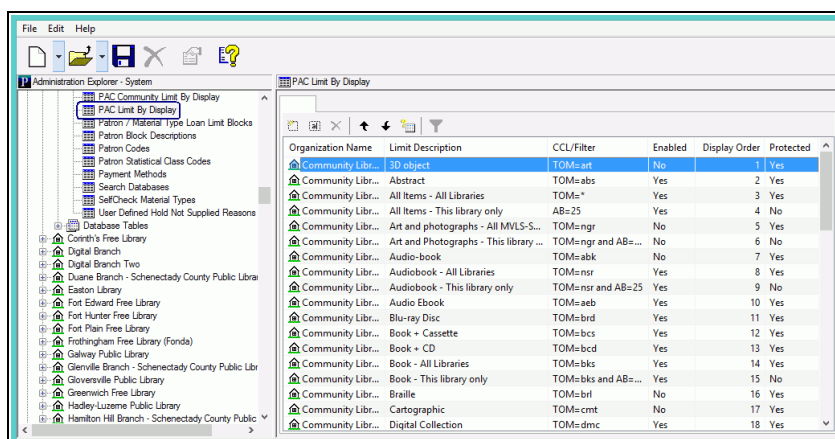 File Edit Help
Administration Explorer - System
PAC Community Limit By Display
PAC Limit By Display
Patron / Material Type Loan Limit Blocks
Patron Block Descriptions
Patron Codes
Patron Statistical Class Codes
Payment Methods
Search Databases
SelfCheck Material Types
User Defined Hold Not Supplied Reasons
Database Tables
Corinth's Free Library
Digital Branch
Digital Branch Two
Duane Branch - Schenectady County Public Librar
Easton Library
Fort Edward Free Library
Fort Hunter Free Library
Fort Plain Free Library
Frothingham Free Library (Fonda)
Galway Public Library
Glenville Branch - Schenectady County Public Libr
Gloversville Public Library
Greenwich Free Library
Hadley-Luzerne Public Library
Hamilton Hill Branch - Schenectady County Public
PAC Limit By Display
Organization Name Limit Description CCL/Filter Enabled Display Order Protected
Community Libr... 3D object TOM=art No 1 Yes
Community Libr... Abstract TOM=abs Yes 2 Yes
Community Libr... All Items - All Libraries TOM=* Yes 3 Yes
Community Libr... All Items - This library only AB=25 Yes 4 No
Community Libr... Art and photographs - All MVLS-S... TOM=ngr No 5 Yes
Community Libr... Art and Photographs - This library ... TOM=ngr and AB=... No 6 No
Community Libr... Audio-book TOM=abk No 7 Yes
Community Libr... Audiobook - All Libraries TOM=nsr Yes 8 Yes
Community Libr... Audiobook - This library only TOM=nsr and AB=25 Yes 9 No
Community Libr... Audio Ebook TOM=aeb Yes 10 Yes
Community Libr... Blu-ray Disc TOM=brd Yes 11 Yes
Community Libr... Book + Cassette TOM=bcs Yes 12 Yes
Community Libr... Book + CD TOM=bcd Yes 13 Yes
Community Libr... Book - All Libraries TOM=bks Yes 14 Yes
Community Libr... Book - This library only TOM=bks and AB=... Yes 15 No
Community Libr... Braille TOM=brl No 16 Yes
Community Libr... Cartographic TOM=cmt No 17 Yes
Community Libr... Digital Collection TOM=dmc Yes 18 Yes